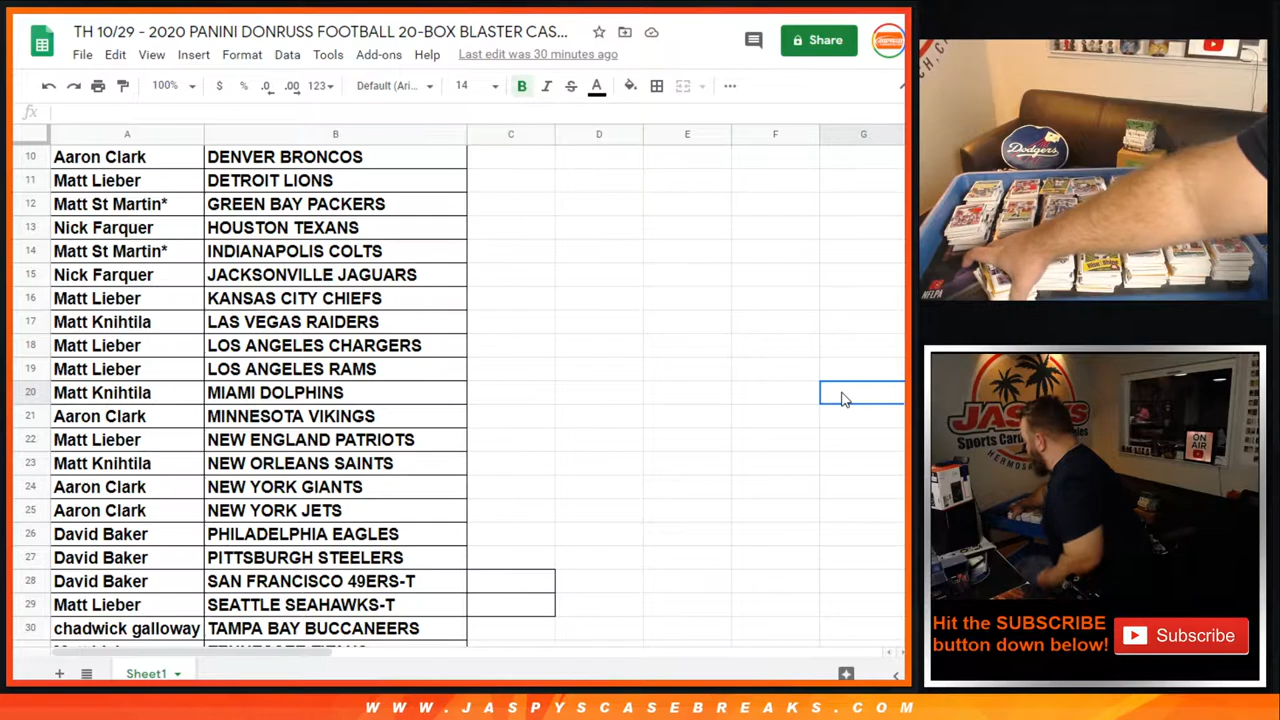 TH 10/29 - 2020 PANINI DONRUSS FOOTBALL 20-BOX BLASTER CAS...
File Edit View Insert Format Data Tools Add-ons Help Last edit was 30 minutes ago
Share
100% $ % .0 .00 123 Default (Ari... 14 B I S A
fx
A B C D E F G
10 Aaron Clark DENVER BRONCOS
11 Matt Lieber DETROIT LIONS
12 Matt St Martin* GREEN BAY PACKERS
13 Nick Farquer HOUSTON TEXANS
14 Matt St Martin* INDIANAPOLIS COLTS
15 Nick Farquer JACKSONVILLE JAGUARS
16 Matt Lieber KANSAS CITY CHIEFS
17 Matt Knihtila LAS VEGAS RAIDERS
18 Matt Lieber LOS ANGELES CHARGERS
19 Matt Lieber LOS ANGELES RAMS
20 Matt Knihtila MIAMI DOLPHINS
21 Aaron Clark MINNESOTA VIKINGS
22 Matt Lieber NEW ENGLAND PATRIOTS
23 Matt Knihtila NEW ORLEANS SAINTS
24 Aaron Clark NEW YORK GIANTS
25 Aaron Clark NEW YORK JETS
26 David Baker PHILADELPHIA EAGLES
27 David Baker PITTSBURGH STEELERS
28 David Baker SAN FRANCISCO 49ERS-T
29 Matt Lieber SEATTLE SEAHAWKS-T
30 chadwick galloway TAMPA BAY BUCCANEERS
Sheet1
Dodgers
NFLPA
JASPYS
Sports Car
HERMOS
ON AIR
Hit the SUBSCRIBE
button down below!
Subscribe
WWW.JASPYSCASEBREAKS.COM